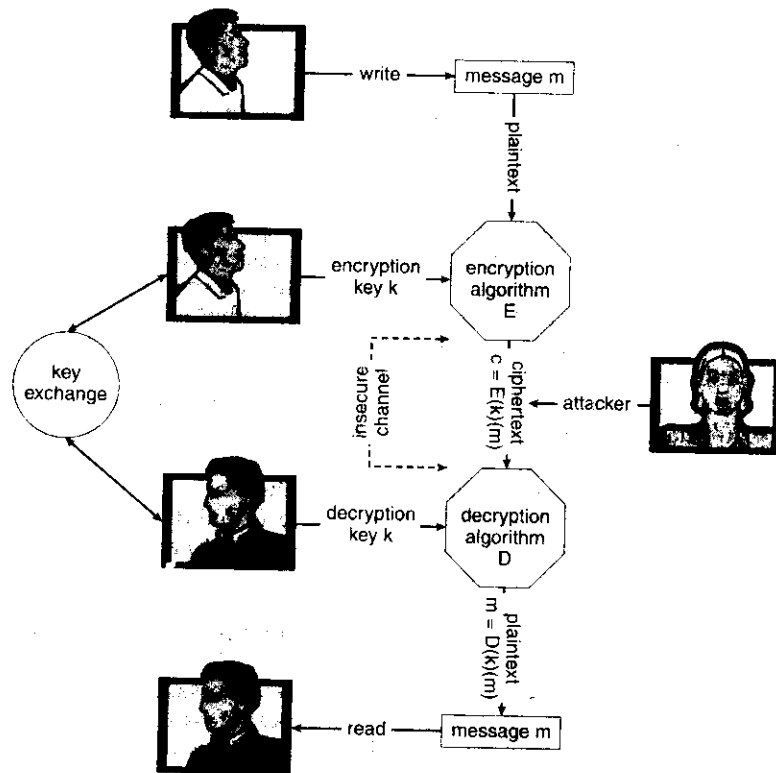 write
message m
plaintext
encryption
key k
encryption
algorithm
E
key
exchange
insecure
channel
ciphertext
c = E(k)(m)
attacker
decryption
key k
decryption
algorithm
D
plaintext
m = D(k)(m)
read
message m